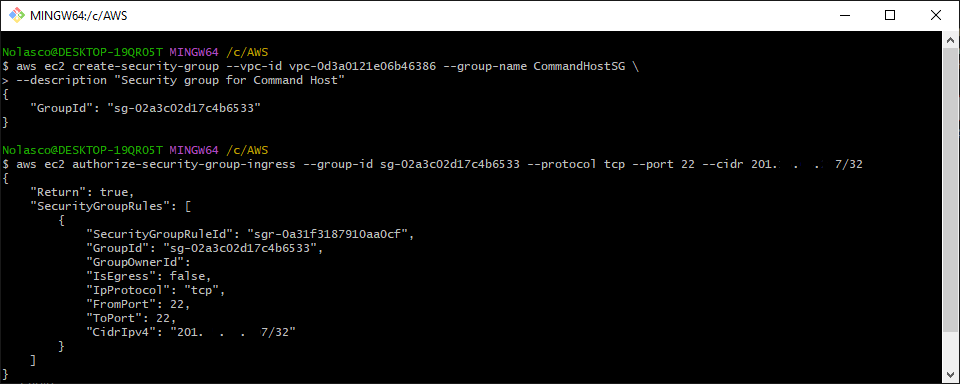 MINGW64:/c/AWS
Nolasco@DESKTOP-19QRO5T MINGW64 /c/AWS
$ aws ec2 create-security-group --vpc-id vpc-0d3a0121e06b46386 --group-name CommandHostSG \
> --description "Security group for Command Host"
{
    "GroupId": "sg-02a3c02d17c4b6533"
}
Nolasco@DESKTOP-19QRO5T MINGW64 /c/AWS
$ aws ec2 authorize-security-group-ingress --group-id sg-02a3c02d17c4b6533 --protocol tcp --port 22 --cidr 201.  .  .  7/32
{
    "Return": true,
    "SecurityGroupRules": [
        {
            "SecurityGroupRuleId": "sgr-0a31f3187910aa0cf",
            "GroupId": "sg-02a3c02d17c4b6533",
            "GroupOwnerId":
            "IsEgress": false,
            "IpProtocol": "tcp",
            "FromPort": 22,
            "ToPort": 22,
            "CidrIpv4": "201.  .  .  7/32"
        }
    ]
}